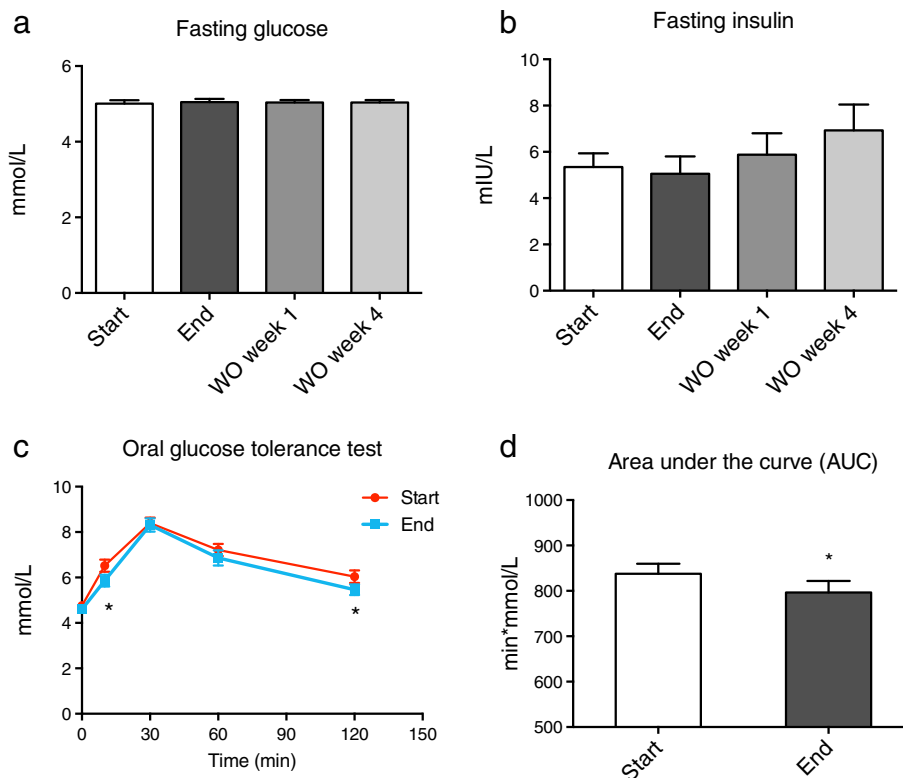 a
Fasting glucose
mmol/L
6
4
2
0
Start
End
WO week 1
WO week 4
b
Fasting insulin
mIU/L
10
8
6
4
2
0
Start
End
WO week 1
WO week 4
c
Oral glucose tolerance test
mmol/L
10
8
6
4
2
0
Start
End
*
*
0 30 60 90 120 150
Time (min)
d
Area under the curve (AUC)
min*mmol/L
1000
900
800
700
600
500
*
Start
End